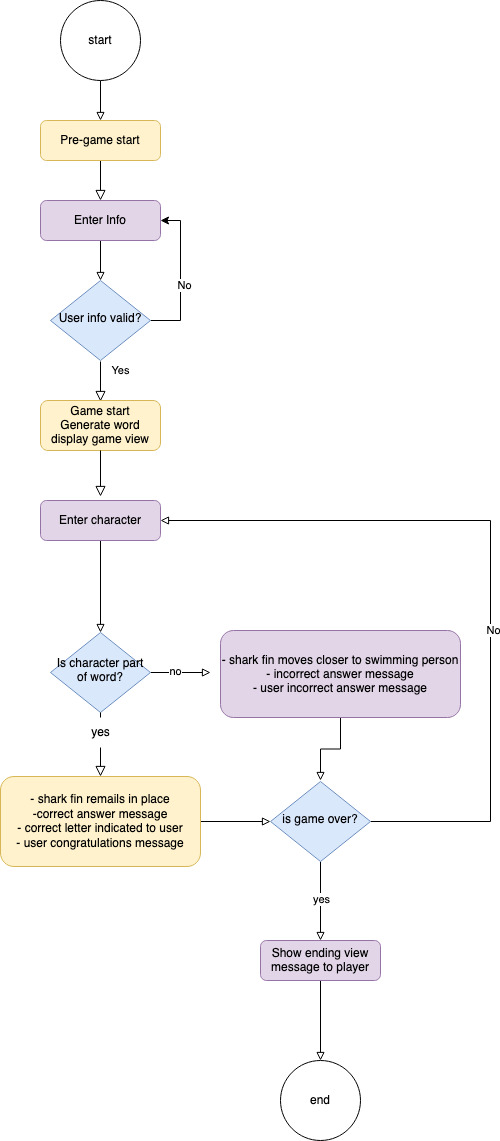 start
Pre-game start
Enter Info
No
User info valid?
Yes
Game start
Generate word
display game view
Enter character
No
Is character part
of word?
no
- shark fin moves closer to swimming person
- incorrect answer message
- user incorrect answer message
yes
- shark fin remails in place
-correct answer message
- correct letter indicated to user
- user congratulations message
is game over?
yes
Show ending view
message to player
end